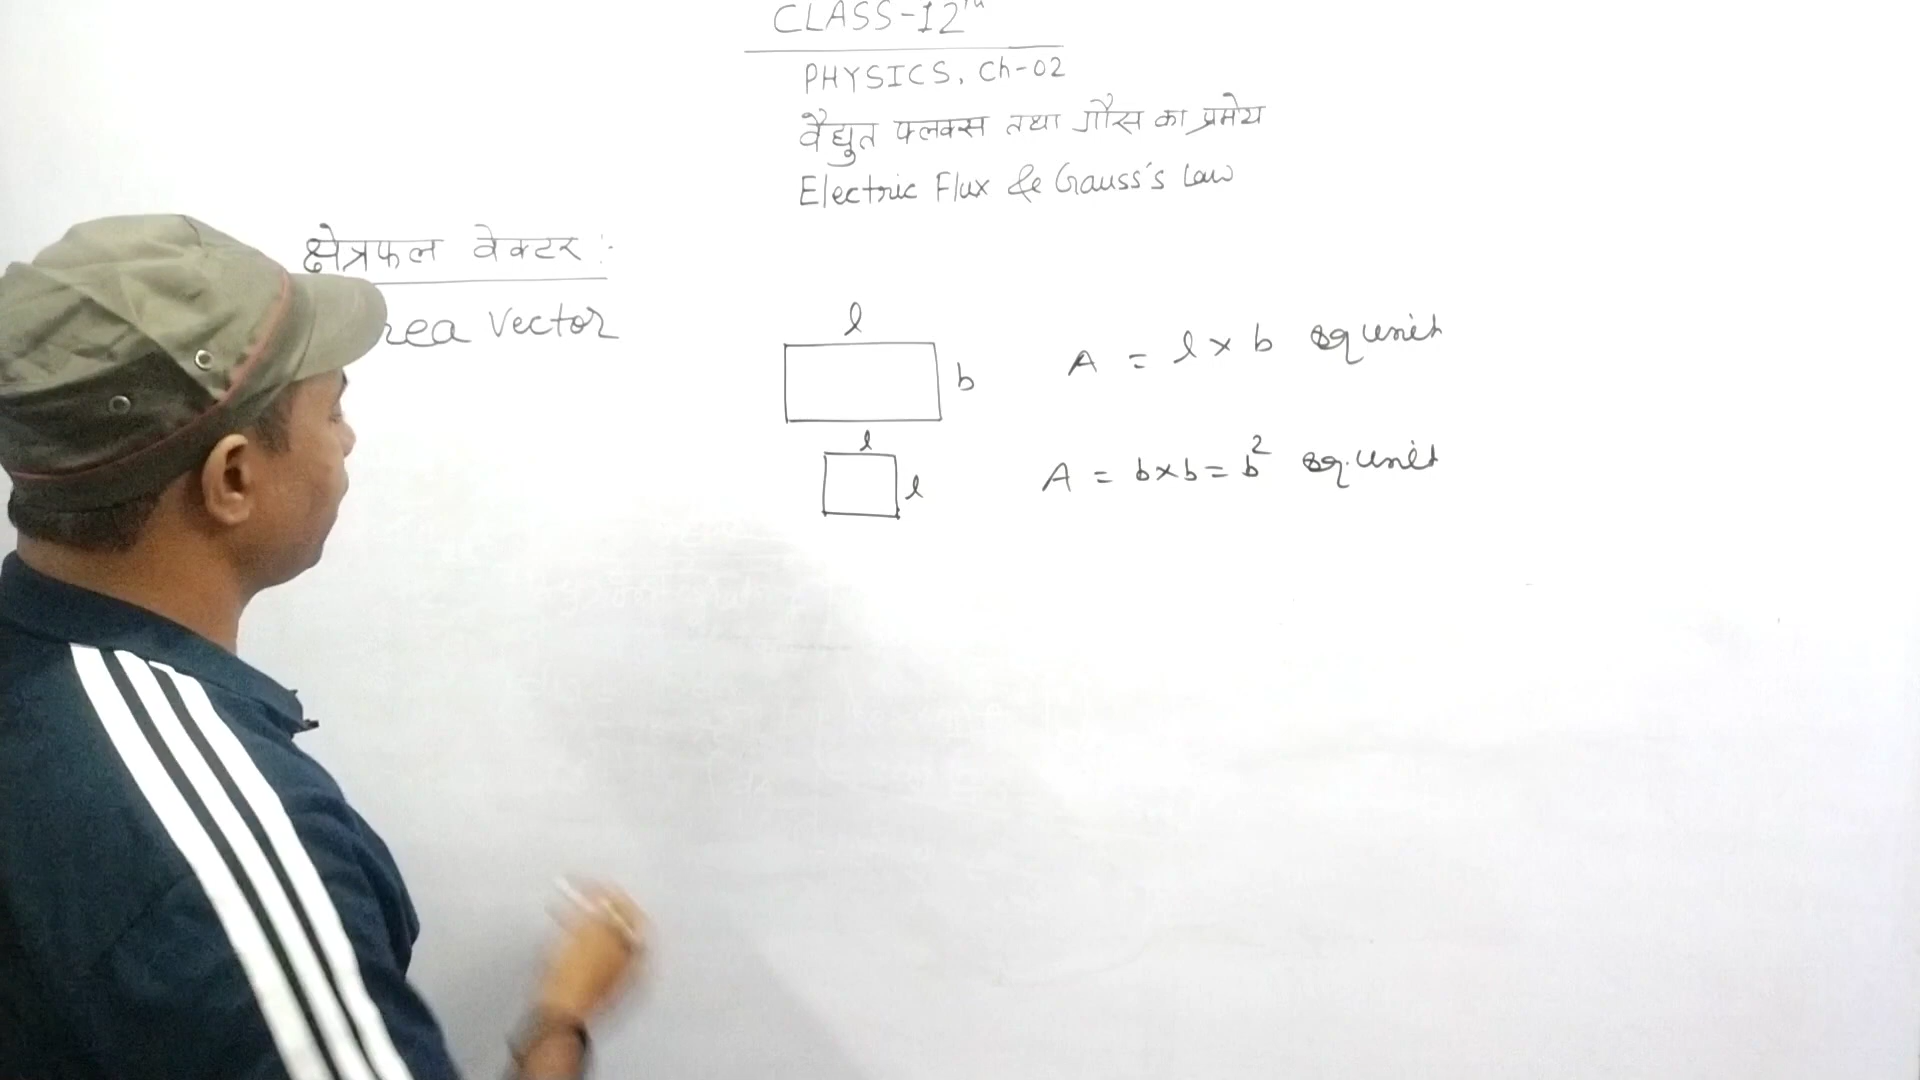 CLASS-12th
PHYSICS, Ch-02
वैद्युत फ्लक्स तथा गौस का प्रमेय
Electric Flux & Gauss's Law
क्षेत्रफल वेक्टर :-
rea Vector
l
b
A = l × b sq unit
l
l
A = b×b = b² sq. unit